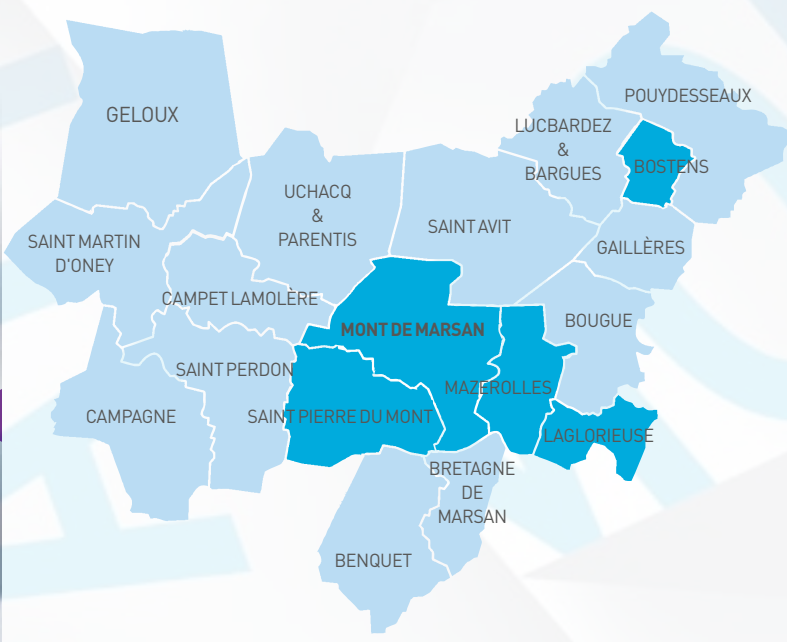 POUYDESSEAUX
GELOUX
LUCBARDEZ
&
BARGUES
BOSTENS
UCHACQ
&
PARENTIS
SAINT AVIT
SAINT MARTIN
D'ONEY
GAILLÈRES
CAMPET LAMOLÈRE
BOUGUE
MONT DE MARSAN
SAINT PERDON
MAZEROLLES
CAMPAGNE
SAINT PIERRE DU MONT
LAGLORIEUSE
BRETAGNE
DE
MARSAN
BENQUET